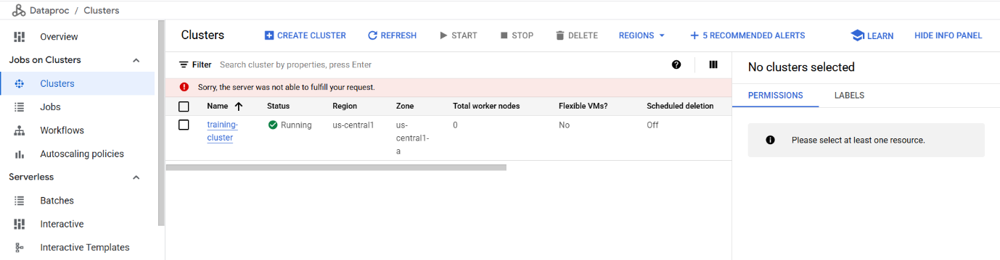 Dataproc / Clusters
Overview
Jobs on Clusters
Clusters
Jobs
Workflows
Autoscaling policies
Serverless
Batches
Interactive
Interactive Templates
Clusters CREATE CLUSTER REFRESH START STOP DELETE REGIONS 5 RECOMMENDED ALERTS LEARN HIDE INFO PANEL
Filter Search cluster by properties, press Enter
Sorry, the server was not able to fulfill your request.
Name Status Region Zone Total worker nodes Flexible VMs? Scheduled deletion
training-
cluster
Running
us-central1
us-
central1-
a
0
No
Off
No clusters selected
PERMISSIONS LABELS
Please select at least one resource.